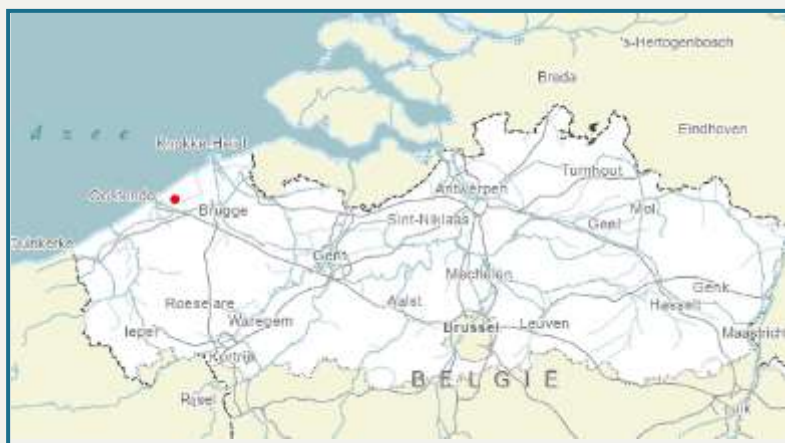 's-Hertogenbosch
Breda
d z e e
Eindhoven
Knokke-Heist
Turnhout
Antwerpen
Oostende
Mol
Brugge
Sint-Niklaas
Geel
Duinkerke
Gent
Mechelen
Genk
Roeselare
Aalst
Hasselt
Waregem
Ieper
Brussel
Leuven
Maastricht
Kortrijk
BELGIE
Rijsel
Luik